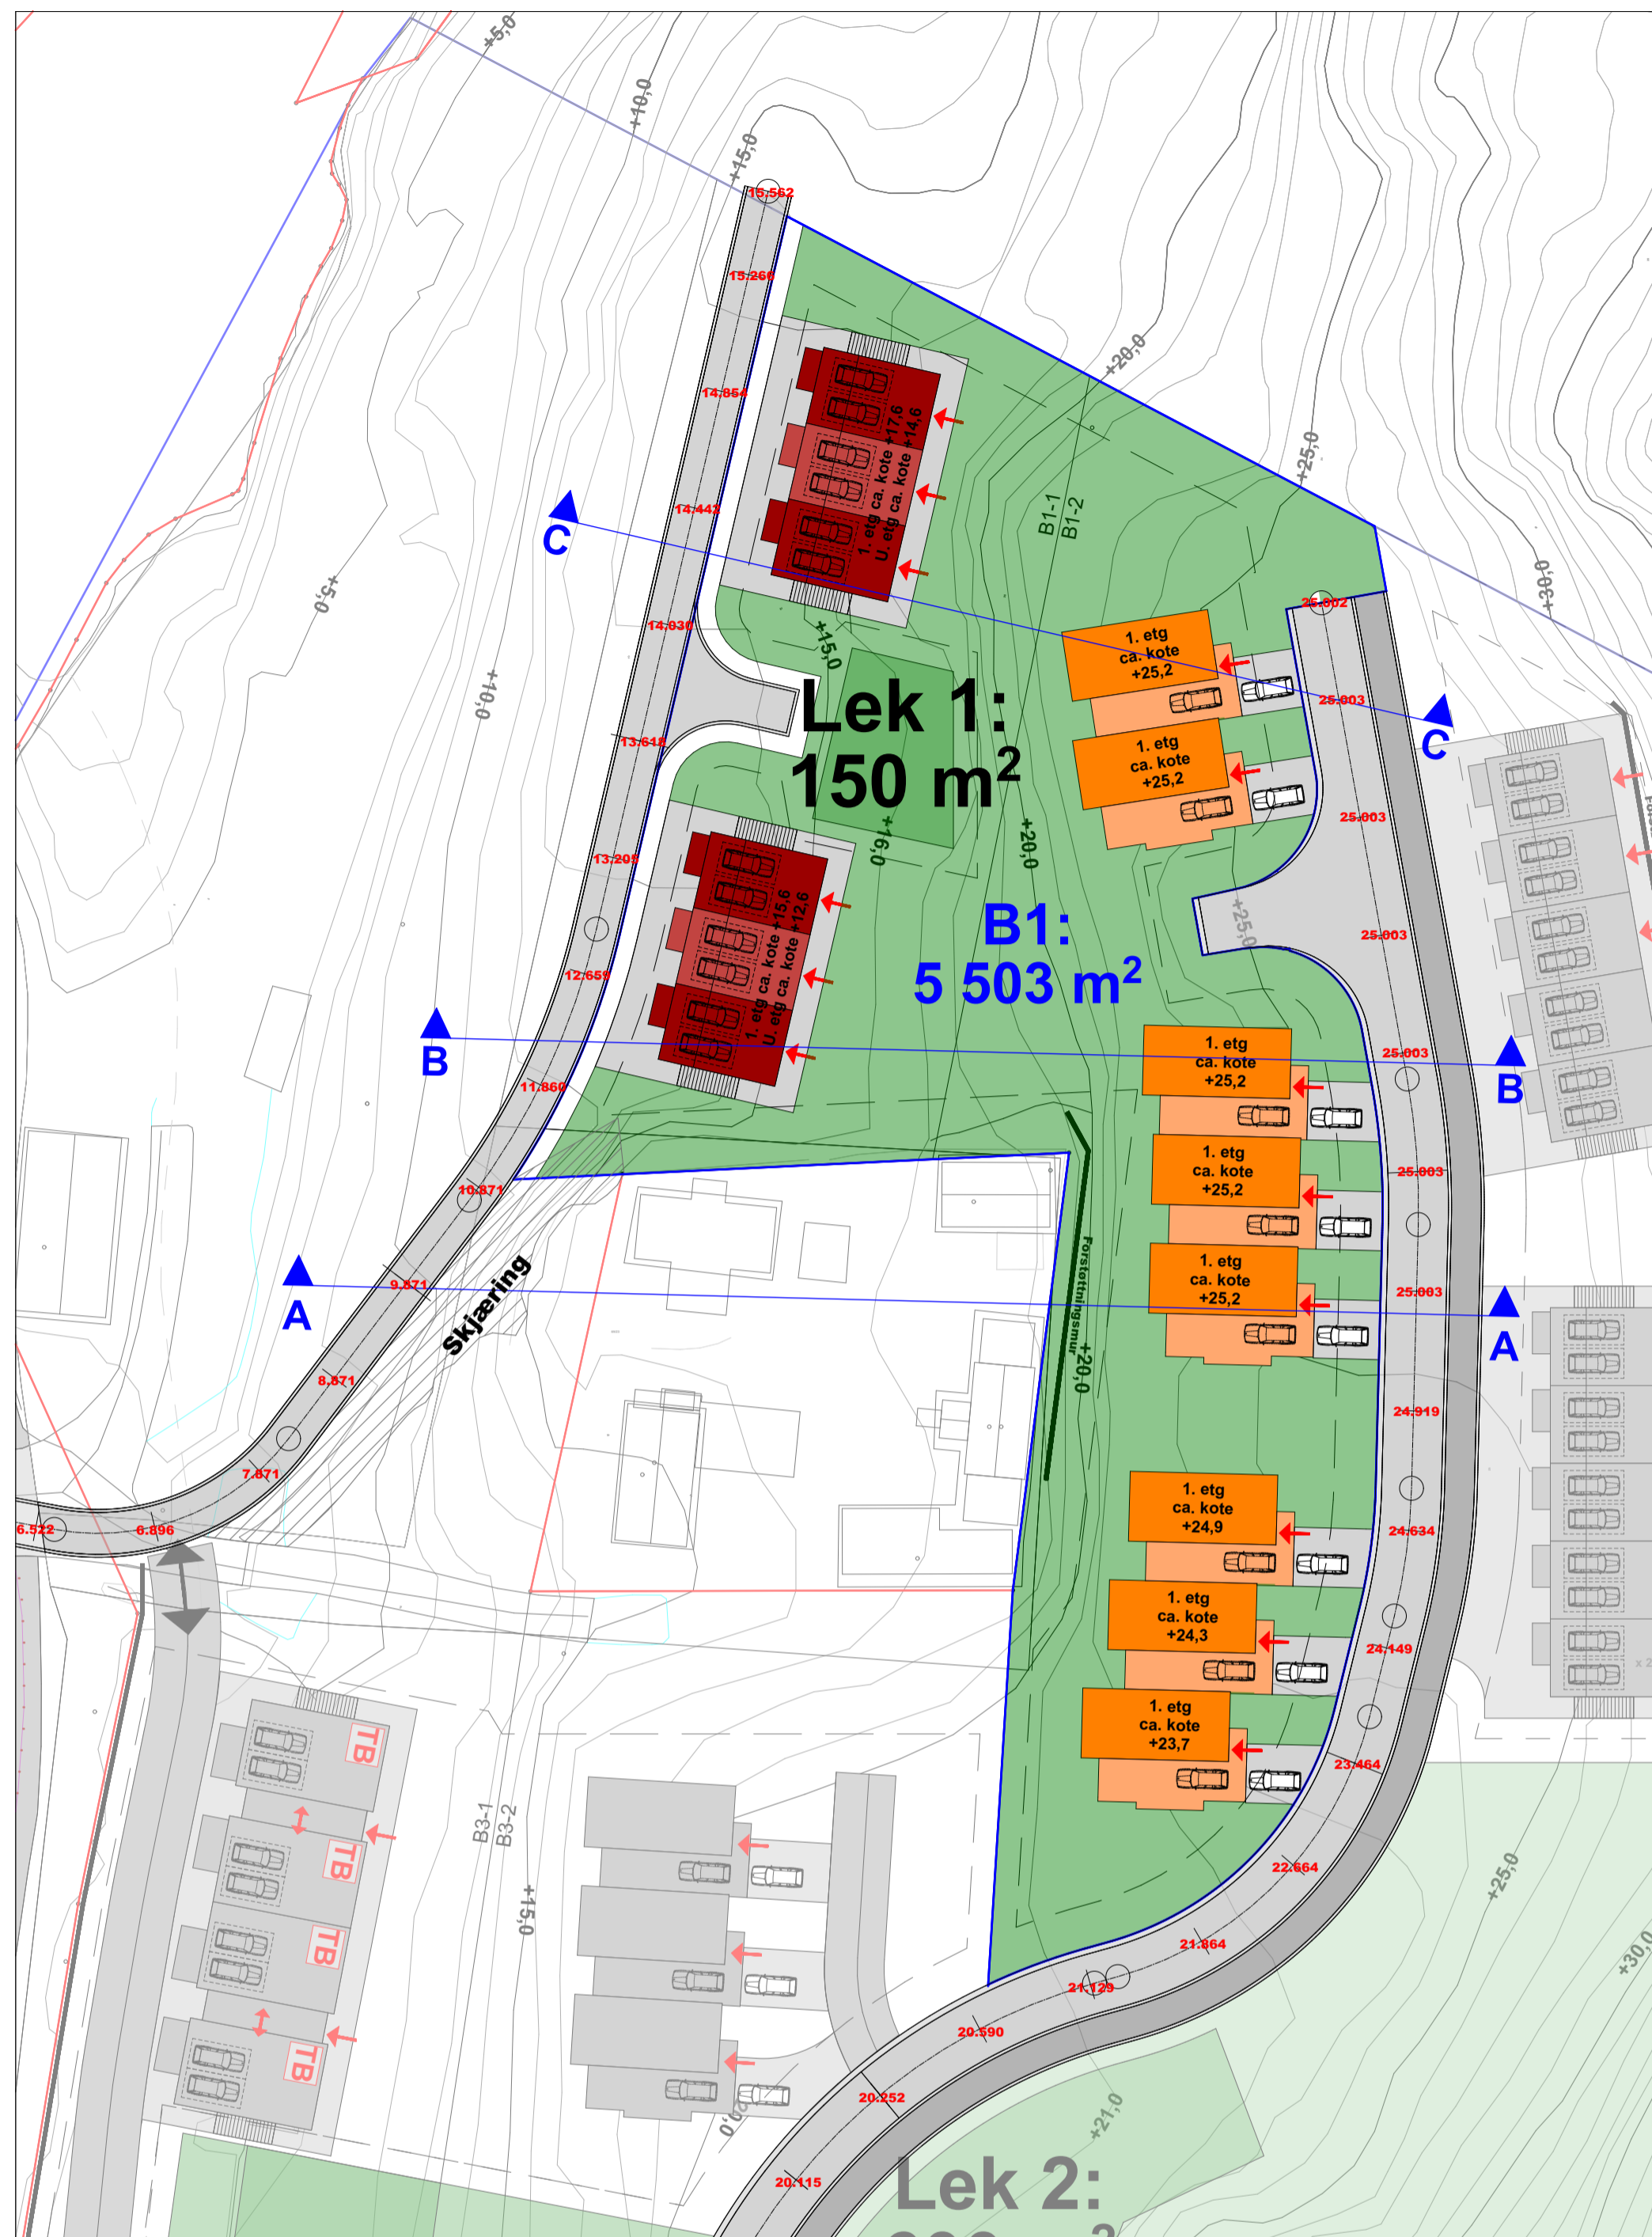 +5,0
+10,0
+15,0
15.562
15.260
+20,0
14.854
1. etg ca. kote +17,6
U. etg ca. kote +14,6
+25,0
B1-1
B1-2
14.442
C
+5,0
+30,0
25.002
14.030
+15,0
1. etg
ca. kote
+25,2
+10,0
25.003
Lek 1:
150 m²
C
13.618
1. etg
ca. kote
+25,2
25.003
+16,0
+20,0
13.205
B1:
5 503 m²
+25,0
25.003
1. etg ca. kote +15,6
U. etg ca. kote +12,6
12.659
B
25.003
1. etg
ca. kote
+25,2
B
11.860
1. etg
ca. kote
+25,2
25.003
10.871
Forstøttningsmur
1. etg
ca. kote
+25,2
9.871
Skjæring
A
25.003
A
+20,0
8.871
24.919
7.871
1. etg
ca. kote
+24,9
6.522
6.896
24.634
1. etg
ca. kote
+24,3
24.149
1. etg
ca. kote
+23,7
TB
23.464
B3-1
B3-2
TB
22.664
+25,0
+15,0
TB
21.864
+30,0
21.129
20.590
TB
20.252
+21,0
20.115
Lek 2: